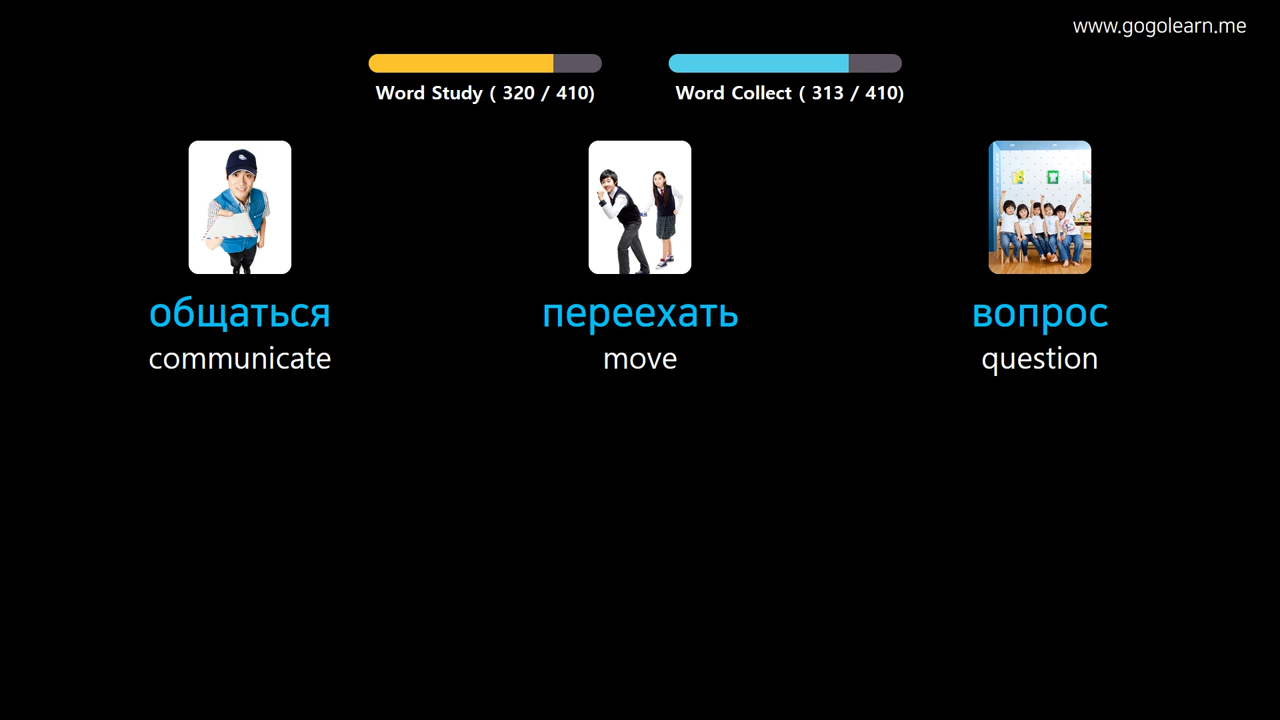 www.gogolearn.me
Word Study ( 320 / 410)
Word Collect ( 313 / 410)
общаться
переехать
вопрос
communicate
move
question